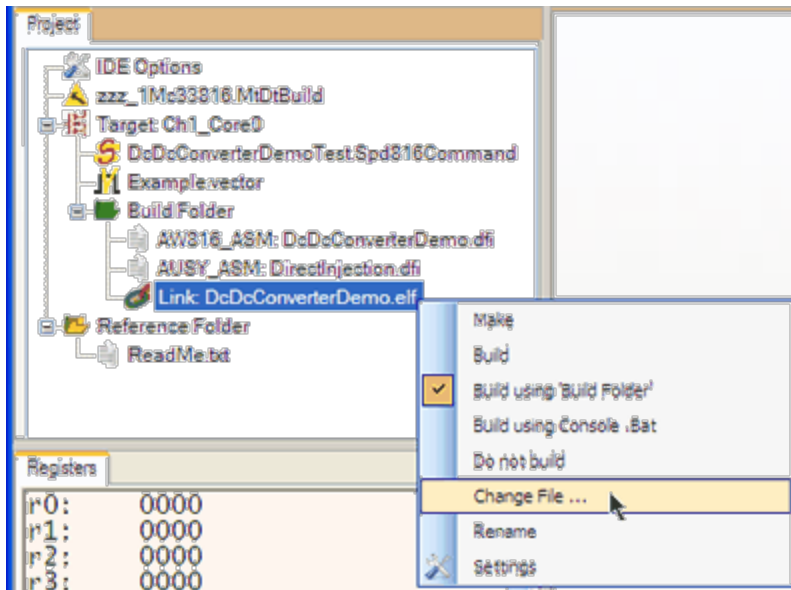 Project
IDE Options
zzz_1Mc33816.MtDtBuild
Target: Ch1_Core0
DcDcConverterDemoTest.Spd816Command
Example.vector
Build Folder
AW816_ASM: DcDcConverterDemo.dfi
AUSY_ASM: DirectInjection.dfi
Link: DcDcConverterDemo.elf
Reference Folder
ReadMe.txt
Make
Build
Build using 'Build Folder'
Build using Console .Bat
Do not build
Change File ...
Rename
Settings
Registers
r0: 0000
r1: 0000
r2: 0000
r3: 0000